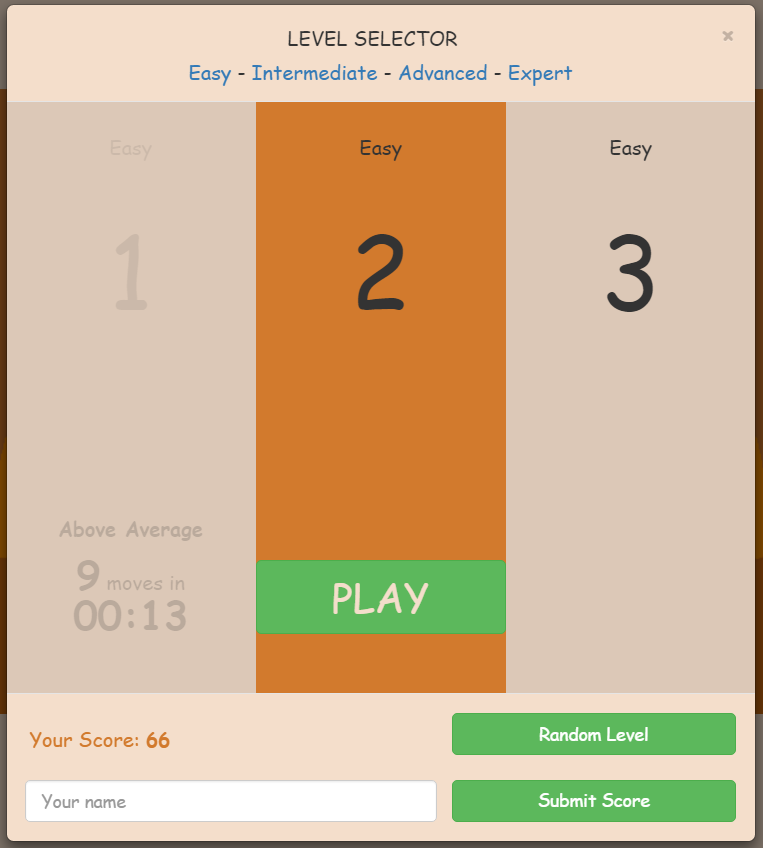 LEVEL SELECTOR
×
Easy - Intermediate - Advanced - Expert
Easy
1
Above Average
9 moves in
00:13
Easy
2
PLAY
Easy
3
Your Score: 66
Random Level
Your name
Submit Score